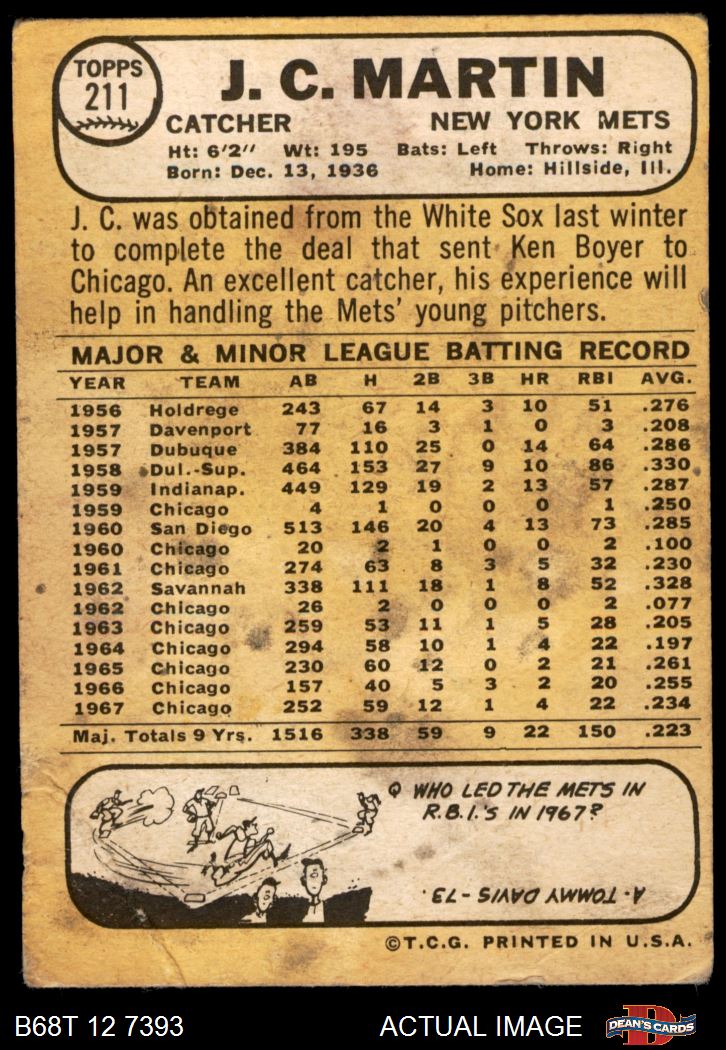 TOPPS
211
J. C. MARTIN
CATCHER NEW YORK METS
Ht: 6'2" Wt: 195 Bats: Left Throws: Right
Born: Dec. 13, 1936 Home: Hillside, Ill.
J. C. was obtained from the White Sox last winter
to complete the deal that sent Ken Boyer to
Chicago. An excellent catcher, his experience will
help in handling the Mets' young pitchers.
MAJOR & MINOR LEAGUE BATTING RECORD
YEAR TEAM AB H 2B 3B HR RBI AVG.
1956 Holdrege 243 67 14 3 10 51 .276
1957 Davenport 77 16 3 1 0 3 .208
1957 Dubuque 384 110 25 0 14 64 .286
1958 Dul.-Sup. 464 153 27 9 10 86 .330
1959 Indianap. 449 129 19 2 13 57 .287
1959 Chicago 4 1 0 0 0 1 .250
1960 San Diego 513 146 20 4 13 73 .285
1960 Chicago 20 2 1 0 0 2 .100
1961 Chicago 274 63 8 3 5 32 .230
1962 Savannah 338 111 18 1 8 52 .328
1962 Chicago 26 2 0 0 0 2 .077
1963 Chicago 259 53 11 1 5 28 .205
1964 Chicago 294 58 10 1 4 22 .197
1965 Chicago 230 60 12 0 2 21 .261
1966 Chicago 157 40 5 3 2 20 .255
1967 Chicago 252 59 12 1 4 22 .234
Maj. Totals 9 Yrs. 1516 338 59 9 22 150 .223
Q WHO LED THE METS IN
R.B.I.'S IN 1967?
A- TOMMY DAVIS - 73.
©T.C.G. PRINTED IN U.S.A.
B68T 12 7393 ACTUAL IMAGE DEAN'S CARDS